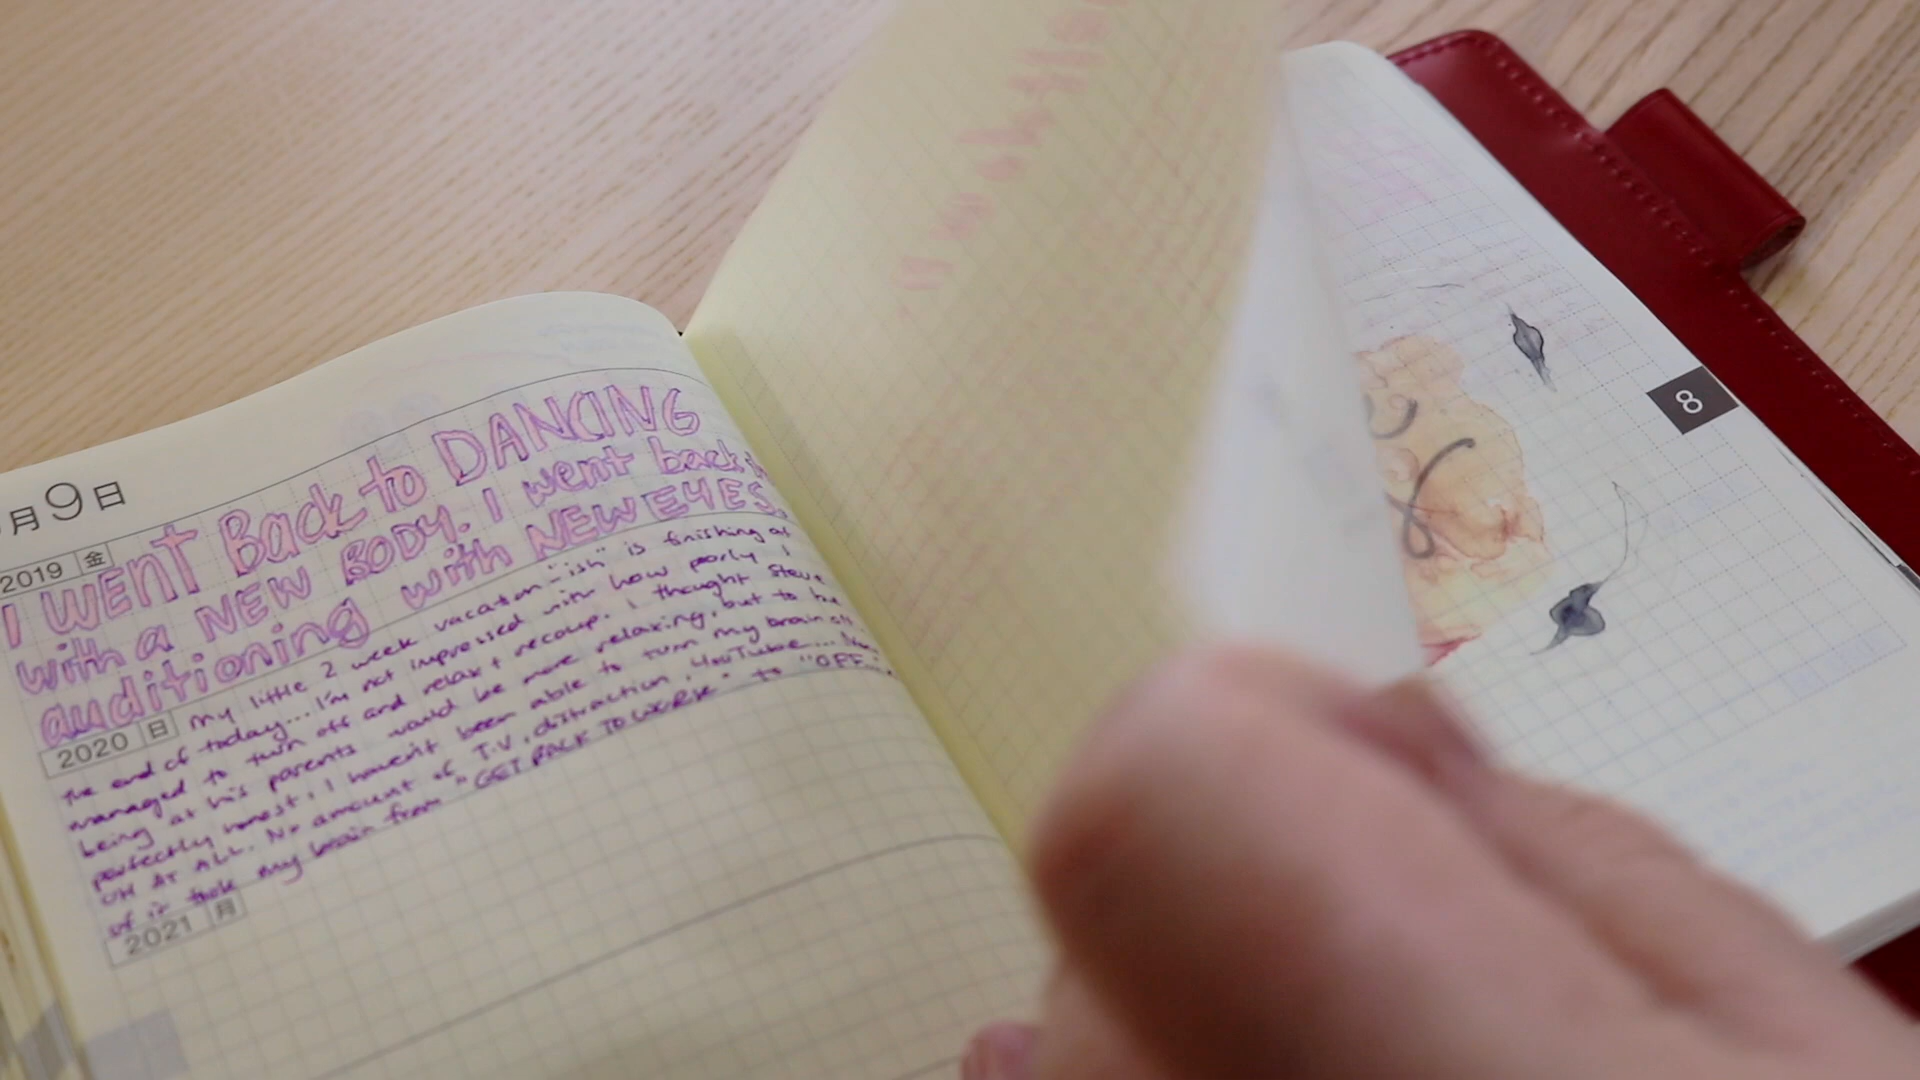 月9日
2019 金
I WENT Back to DANCING
with a NEW BODY. I went back
auditioning with NEW EYES.
2020 日 my little 2 week vacation-"ish" is finishing at
the end of today... I'm not impressed with how poorly I
managed to turn off and relax + recoup. I thought Steve
being at his parents would be more relaxing, but to be
perfectly honest, I haven't been able to turn my brain
OFF AT ALL. No amount of T.V. distraction, YouTube...
of it took my brain from "GET BACK TO WORK" to "OFF"
2021 月
8